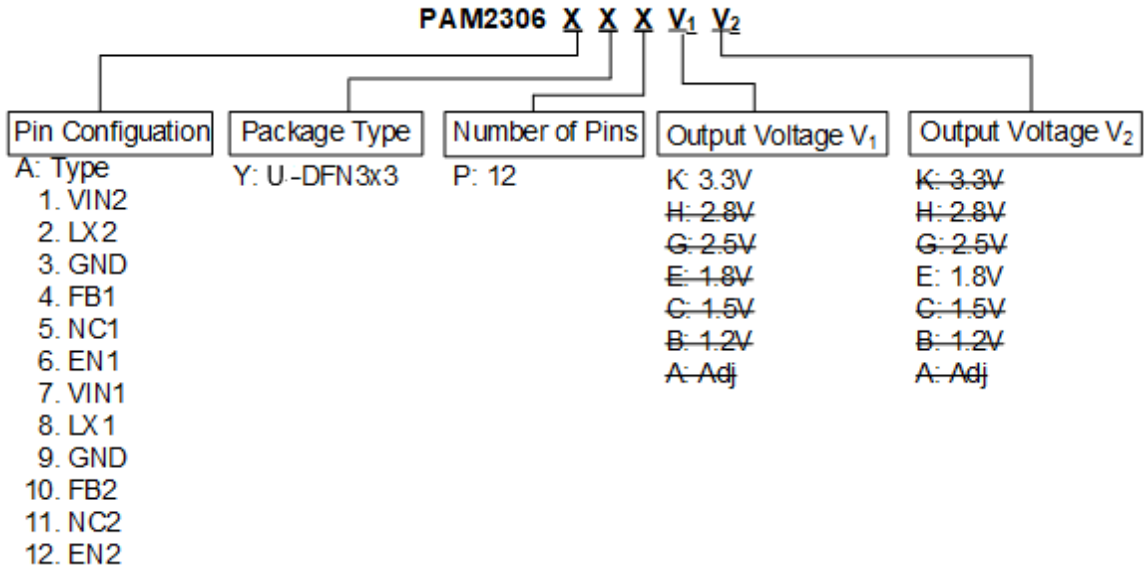 PAM2306 X X X V₁ V₂
Pin Configuation
A: Type
1. VIN2
2. LX2
3. GND
4. FB1
5. NC1
6. EN1
7. VIN1
8. LX1
9. GND
10. FB2
11. NC2
12. EN2
Package Type
Y: U-DFN3x3
Number of Pins
P: 12
Output Voltage V₁
K: 3.3V
H: 2.8V
G: 2.5V
E: 1.8V
C: 1.5V
B: 1.2V
A: Adj
Output Voltage V₂
K: 3.3V
H: 2.8V
G: 2.5V
E: 1.8V
C: 1.5V
B: 1.2V
A: Adj